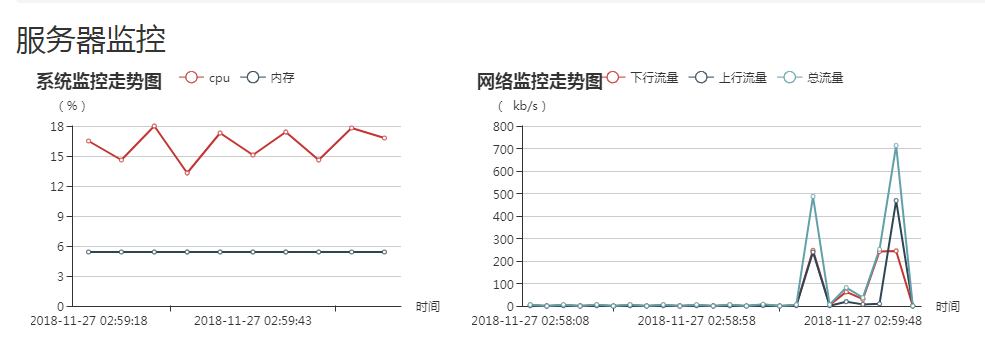 服务器监控
系统监控走势图 cpu 内存
( % )
18
15
12
9
6
3
0
2018-11-27 02:59:18 2018-11-27 02:59:43 时间
网络监控走势图 下行流量 上行流量 总流量
( kb/s )
800
700
600
500
400
300
200
100
0
2018-11-27 02:58:08 2018-11-27 02:58:58 2018-11-27 02:59:48 时间